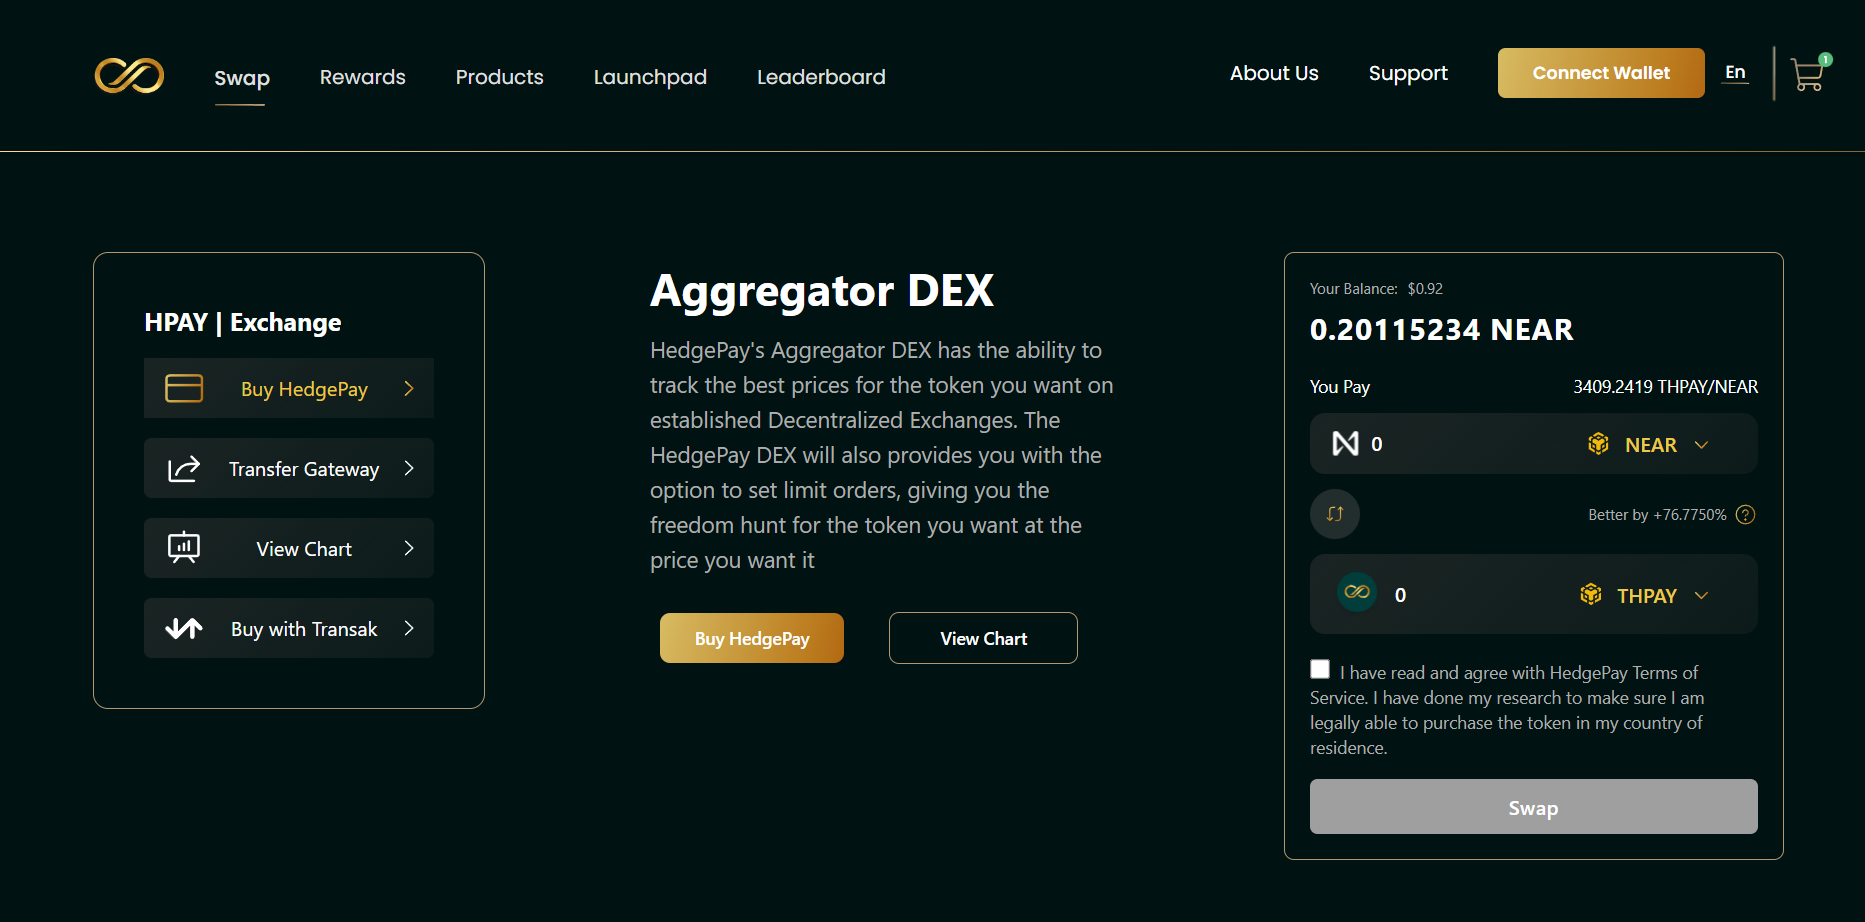 Swap
Rewards
Products
Launchpad
Leaderboard
About Us
Support
Connect Wallet
En
1
HPAY | Exchange
Buy HedgePay
Transfer Gateway
View Chart
Buy with Transak
Aggregator DEX
HedgePay's Aggregator DEX has the ability to
track the best prices for the token you want on
established Decentralized Exchanges. The
HedgePay DEX will also provides you with the
option to set limit orders, giving you the
freedom hunt for the token you want at the
price you want it
Buy HedgePay
View Chart
Your Balance: $0.92
0.20115234 NEAR
You Pay
3409.2419 THPAY/NEAR
0
NEAR
Better by +76.7750% ?
0
THPAY
I have read and agree with HedgePay Terms of
Service. I have done my research to make sure I am
legally able to purchase the token in my country of
residence.
Swap